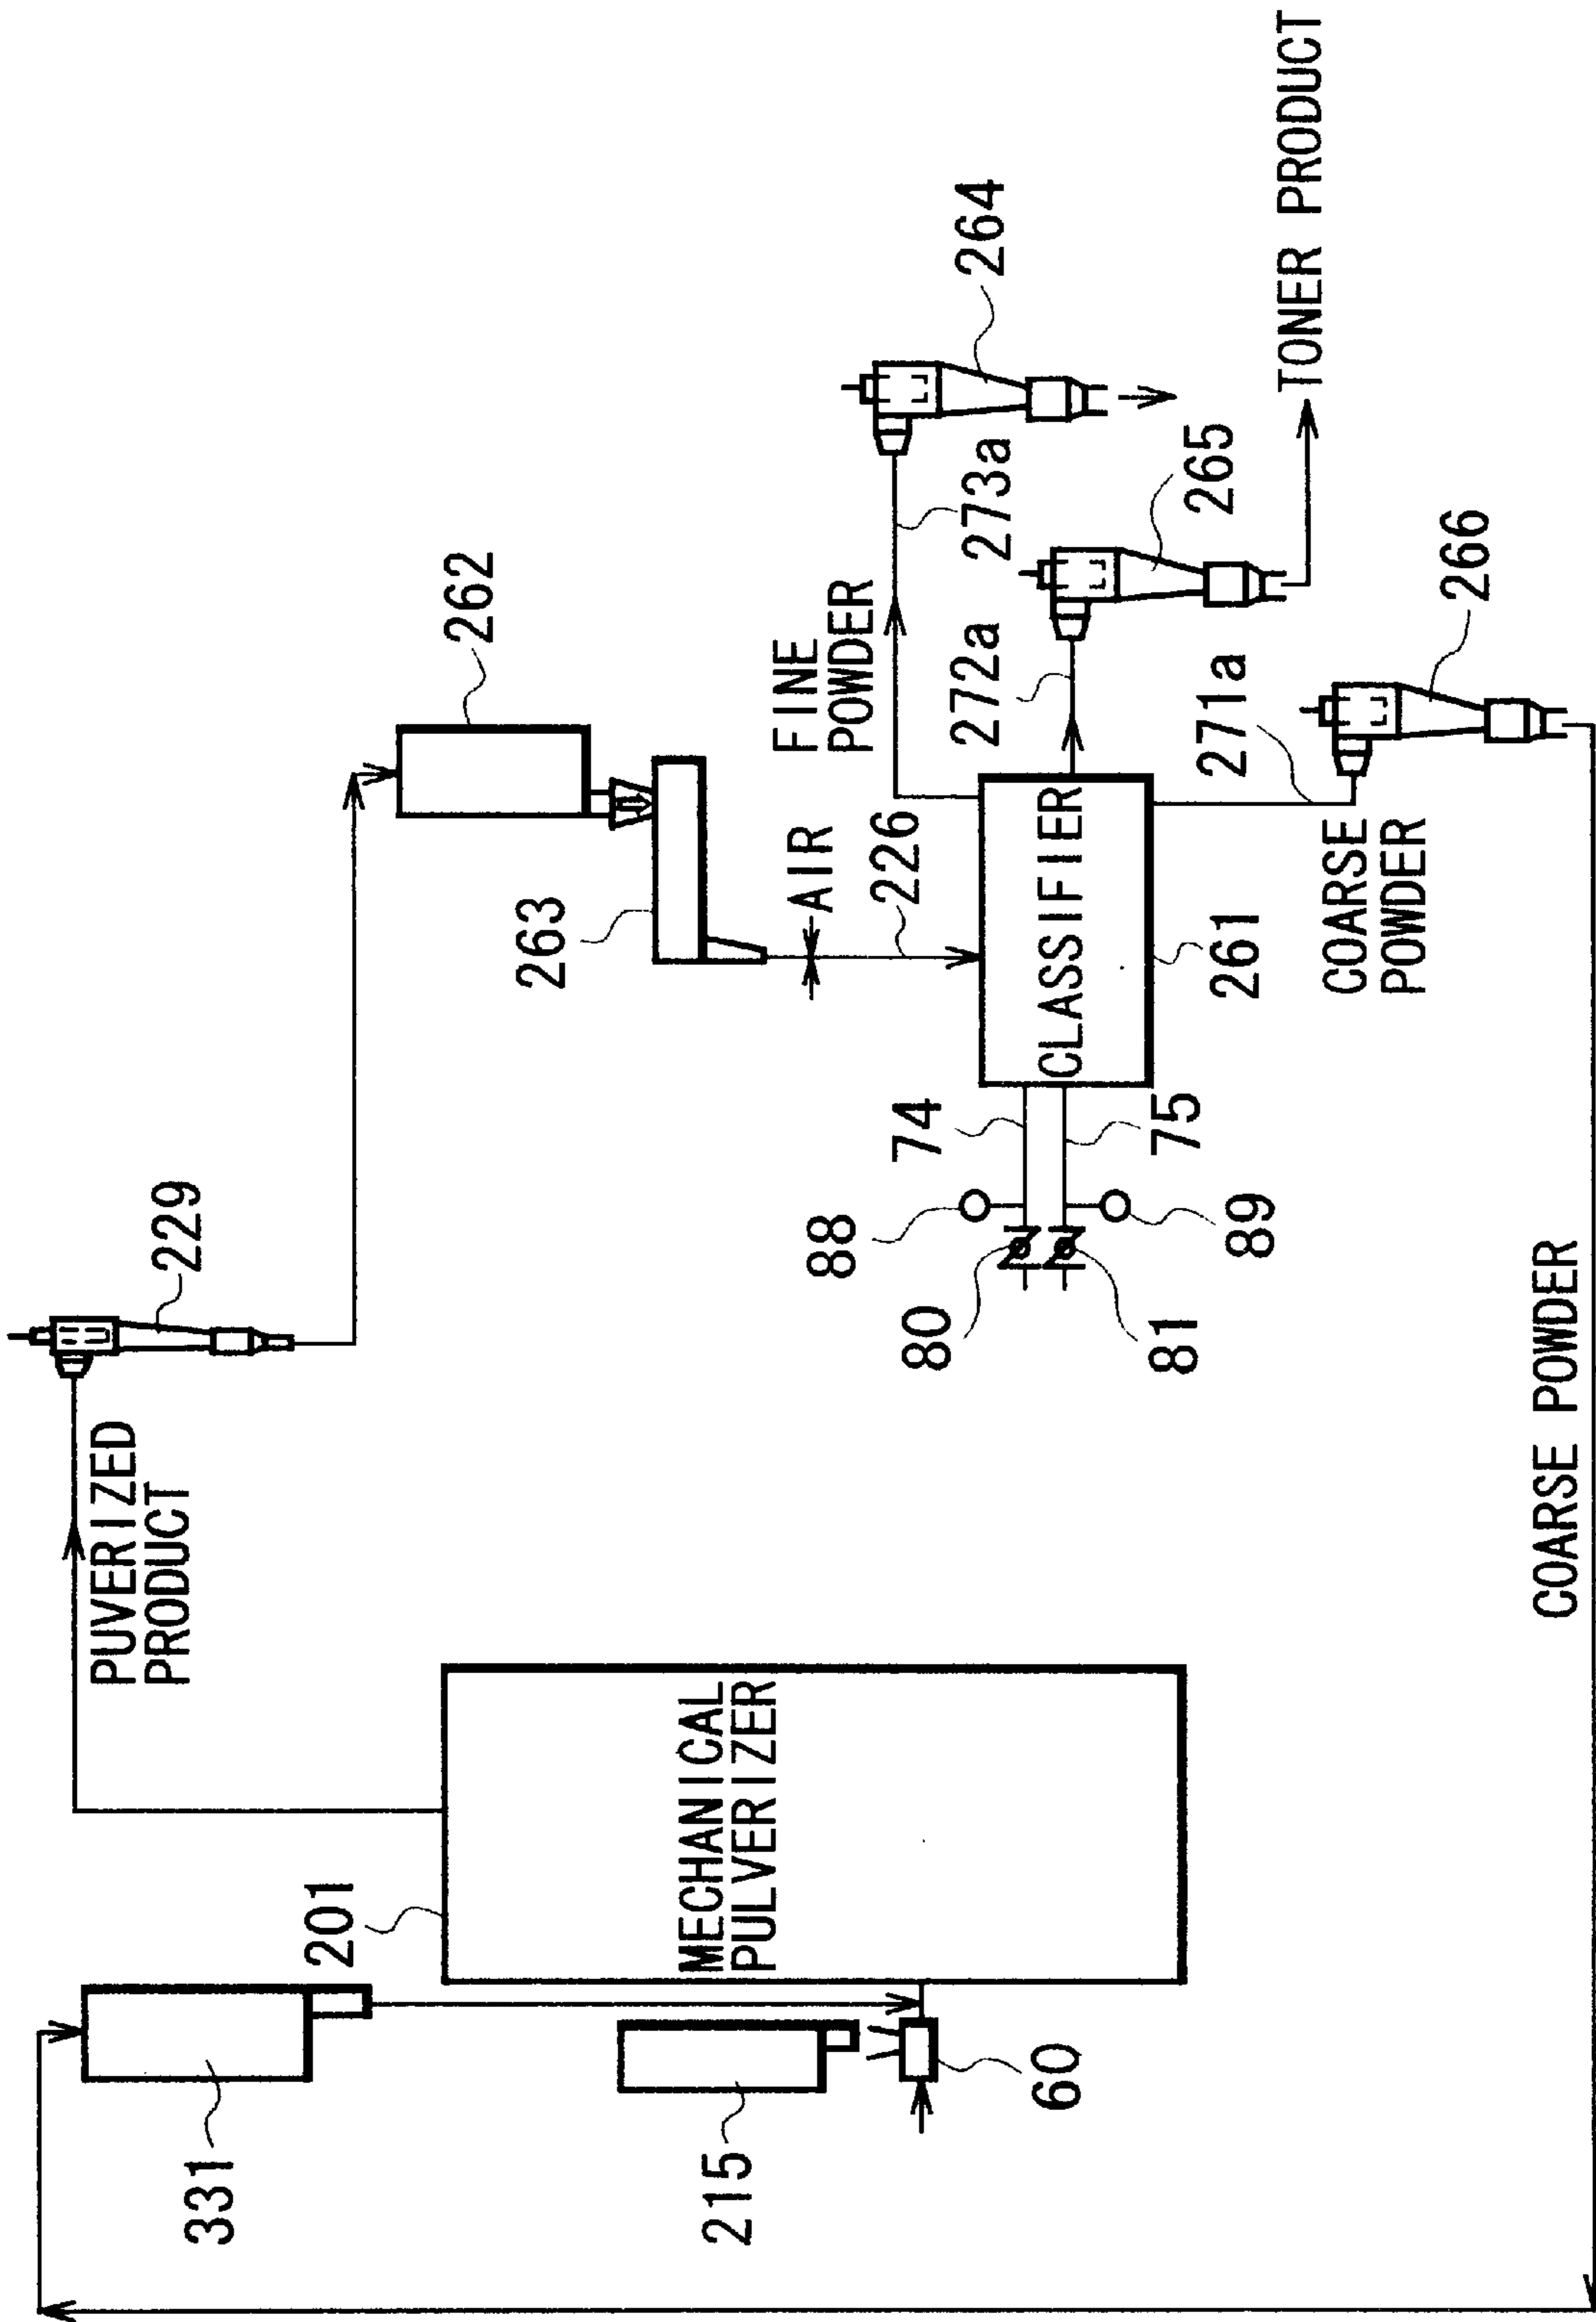 PUVERIZED
PRODUCT
229
262
263
AIR
226
FINE
POWDER
273a
264
272a
265
TONER PRODUCT
CLASSIFIER
261
271a
266
COARSE
POWDER
74
75
88
89
80
81
331
201
MECHANICAL
PULVERIZER
215
60
COARSE POWDER